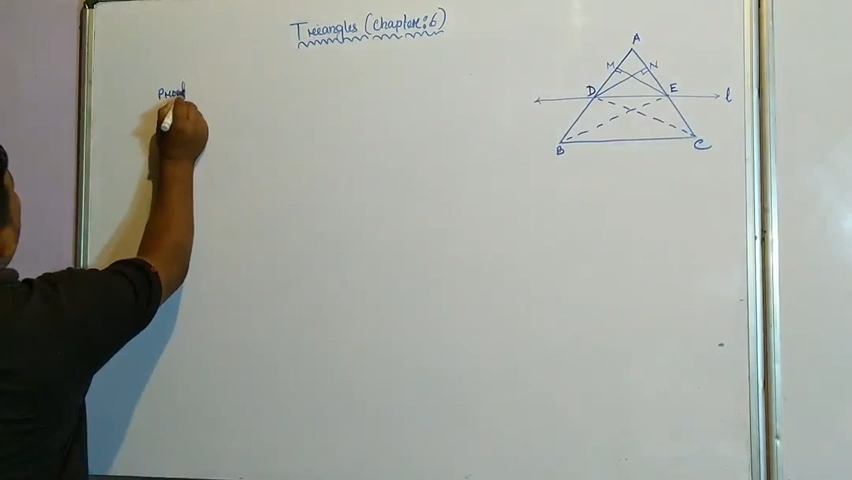 Triangles (Chapter:6)
Proof
A
M N
D E l
B C